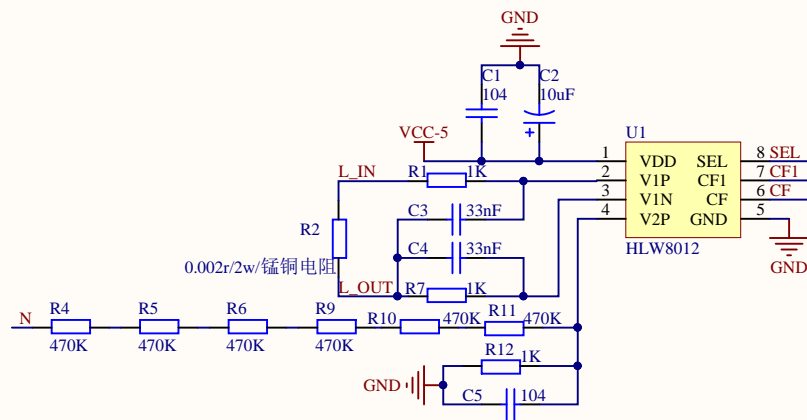 GND
C1
104
C2
10uF
VCC-5
U1
1 VDD SEL 8 SEL
2 V1P CF1 7 CF1
3 V1N CF 6 CF
4 V2P GND 5
HLW8012
GND
L_IN
R1
1K
C3
33nF
R2
C4
33nF
0.002r/2w/锰铜电阻
L_OUT
R7
1K
N
R4
470K
R5
470K
R6
470K
R9
470K
R10
470K
R11
470K
R12
1K
GND
C5
104